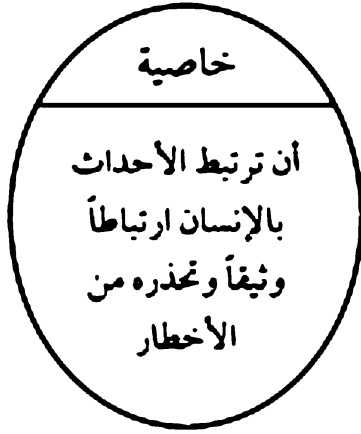 خاصية
أن ترتبط الأحداث
بالإنسان ارتباطاً
وثيقاً وتحذره من
الأخطار